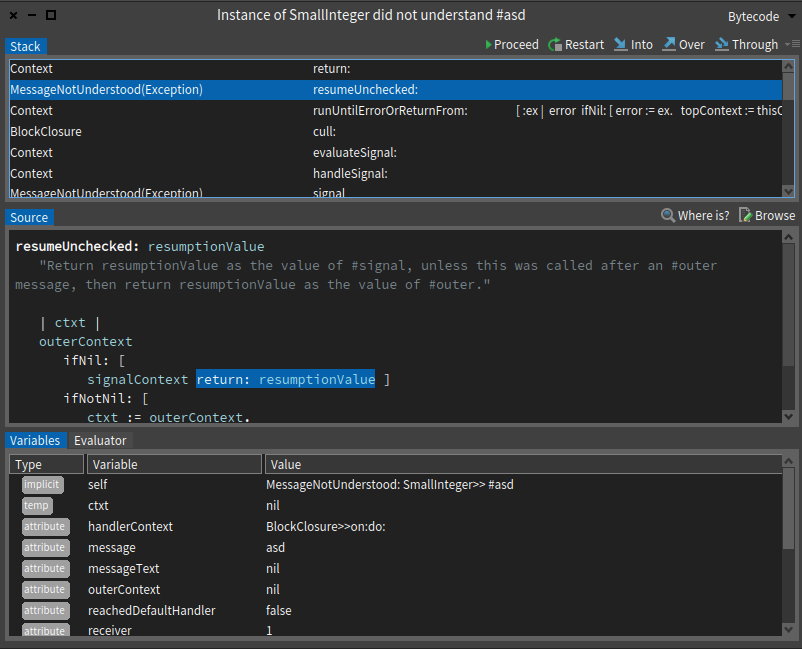 Instance of SmallInteger did not understand #asd
Bytecode
Stack
Proceed Restart Into Over Through
Context return:
MessageNotUnderstood(Exception) resumeUnchecked:
Context runUntilErrorOrReturnFrom: [ :ex | error ifNil: [ error := ex. topContext := thisC
BlockClosure cull:
Context evaluateSignal:
Context handleSignal:
MessageNotUnderstood(Exception) signal
Source
Where is? Browse
resumeUnchecked: resumptionValue
"Return resumptionValue as the value of #signal, unless this was called after an #outer
message, then return resumptionValue as the value of #outer."
| ctxt |
outerContext
ifNil: [
signalContext return: resumptionValue ]
ifNotNil: [
ctxt := outerContext.
Variables Evaluator
Type Variable Value
implicit self MessageNotUnderstood: SmallInteger>> #asd
temp ctxt nil
attribute handlerContext BlockClosure>>on:do:
attribute message asd
attribute messageText nil
attribute outerContext nil
attribute reachedDefaultHandler false
attribute receiver 1